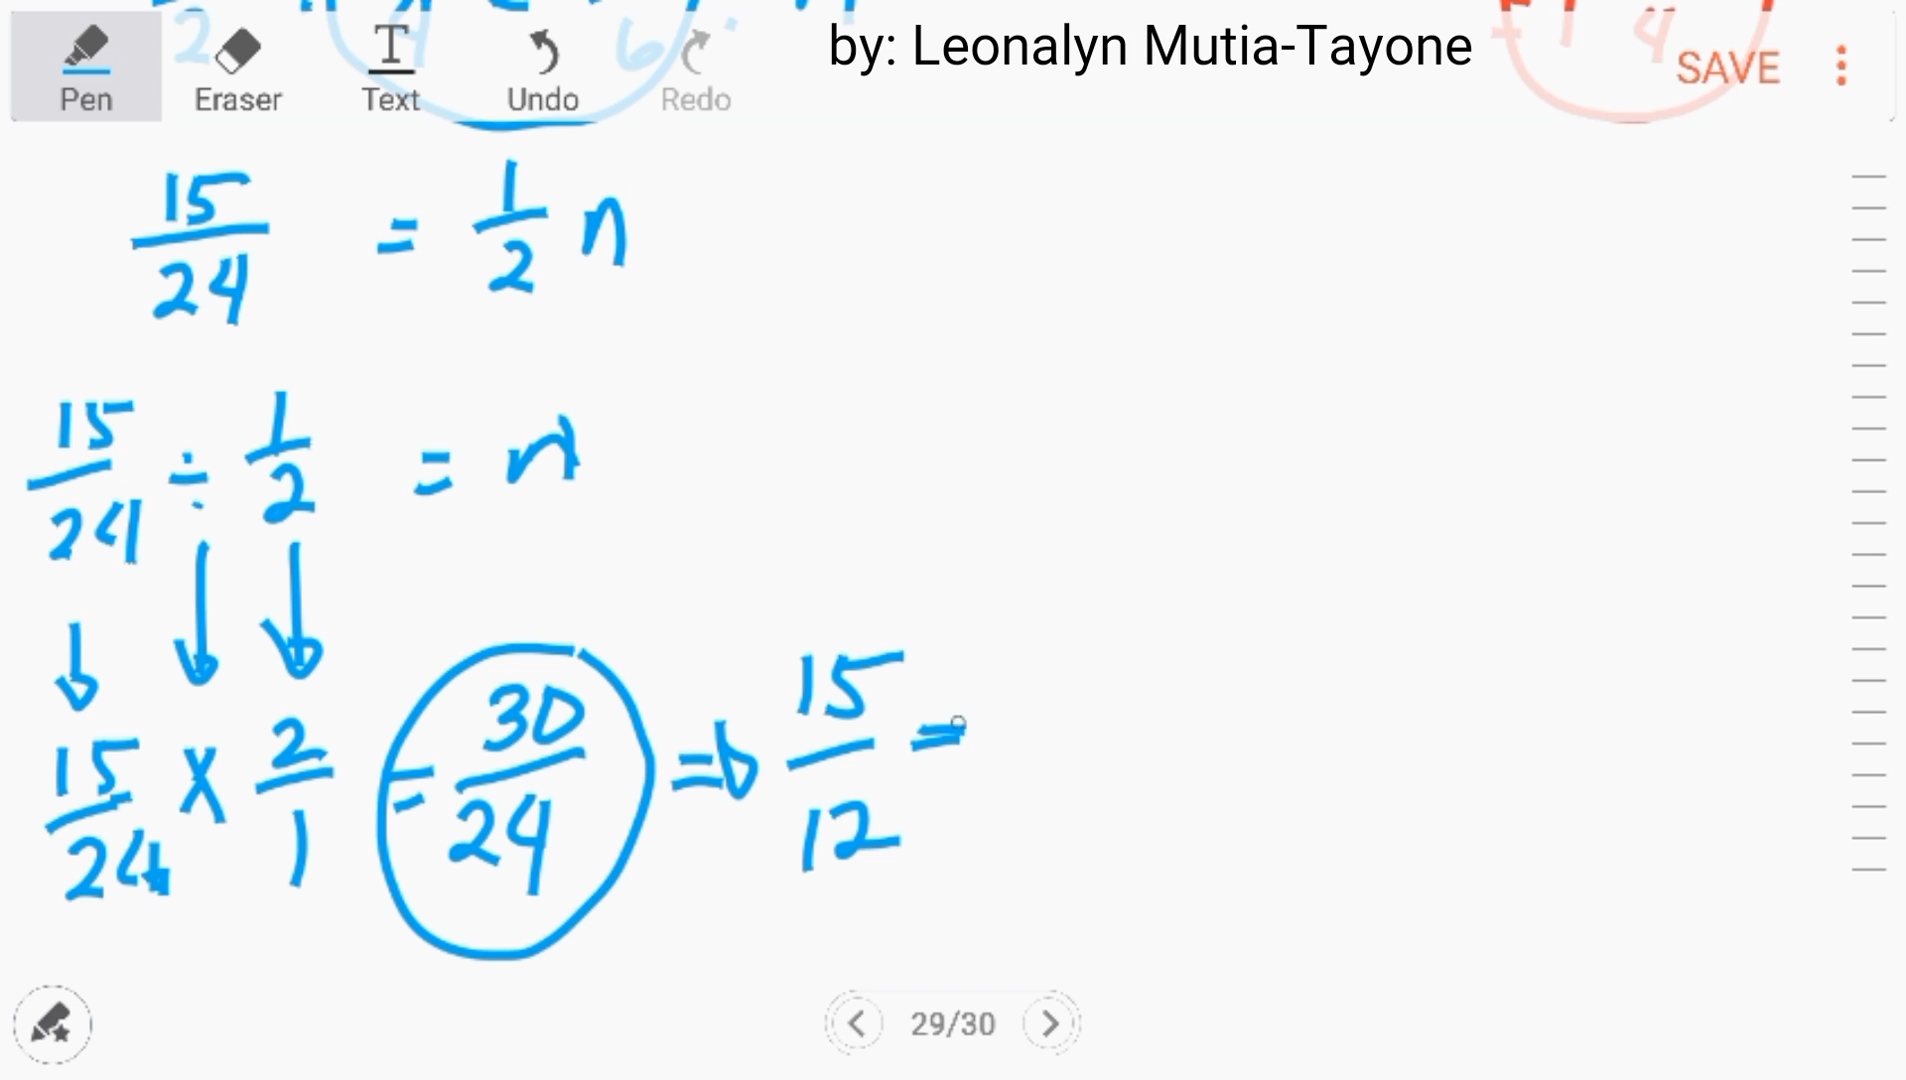 by: Leonalyn Mutia-Tayone
Pen Eraser Text Undo Redo SAVE
15/24 = 1/2 n
15/24 ÷ 1/2 = n
15/24 x 2/1 = 30/24 => 15/12 =
29/30